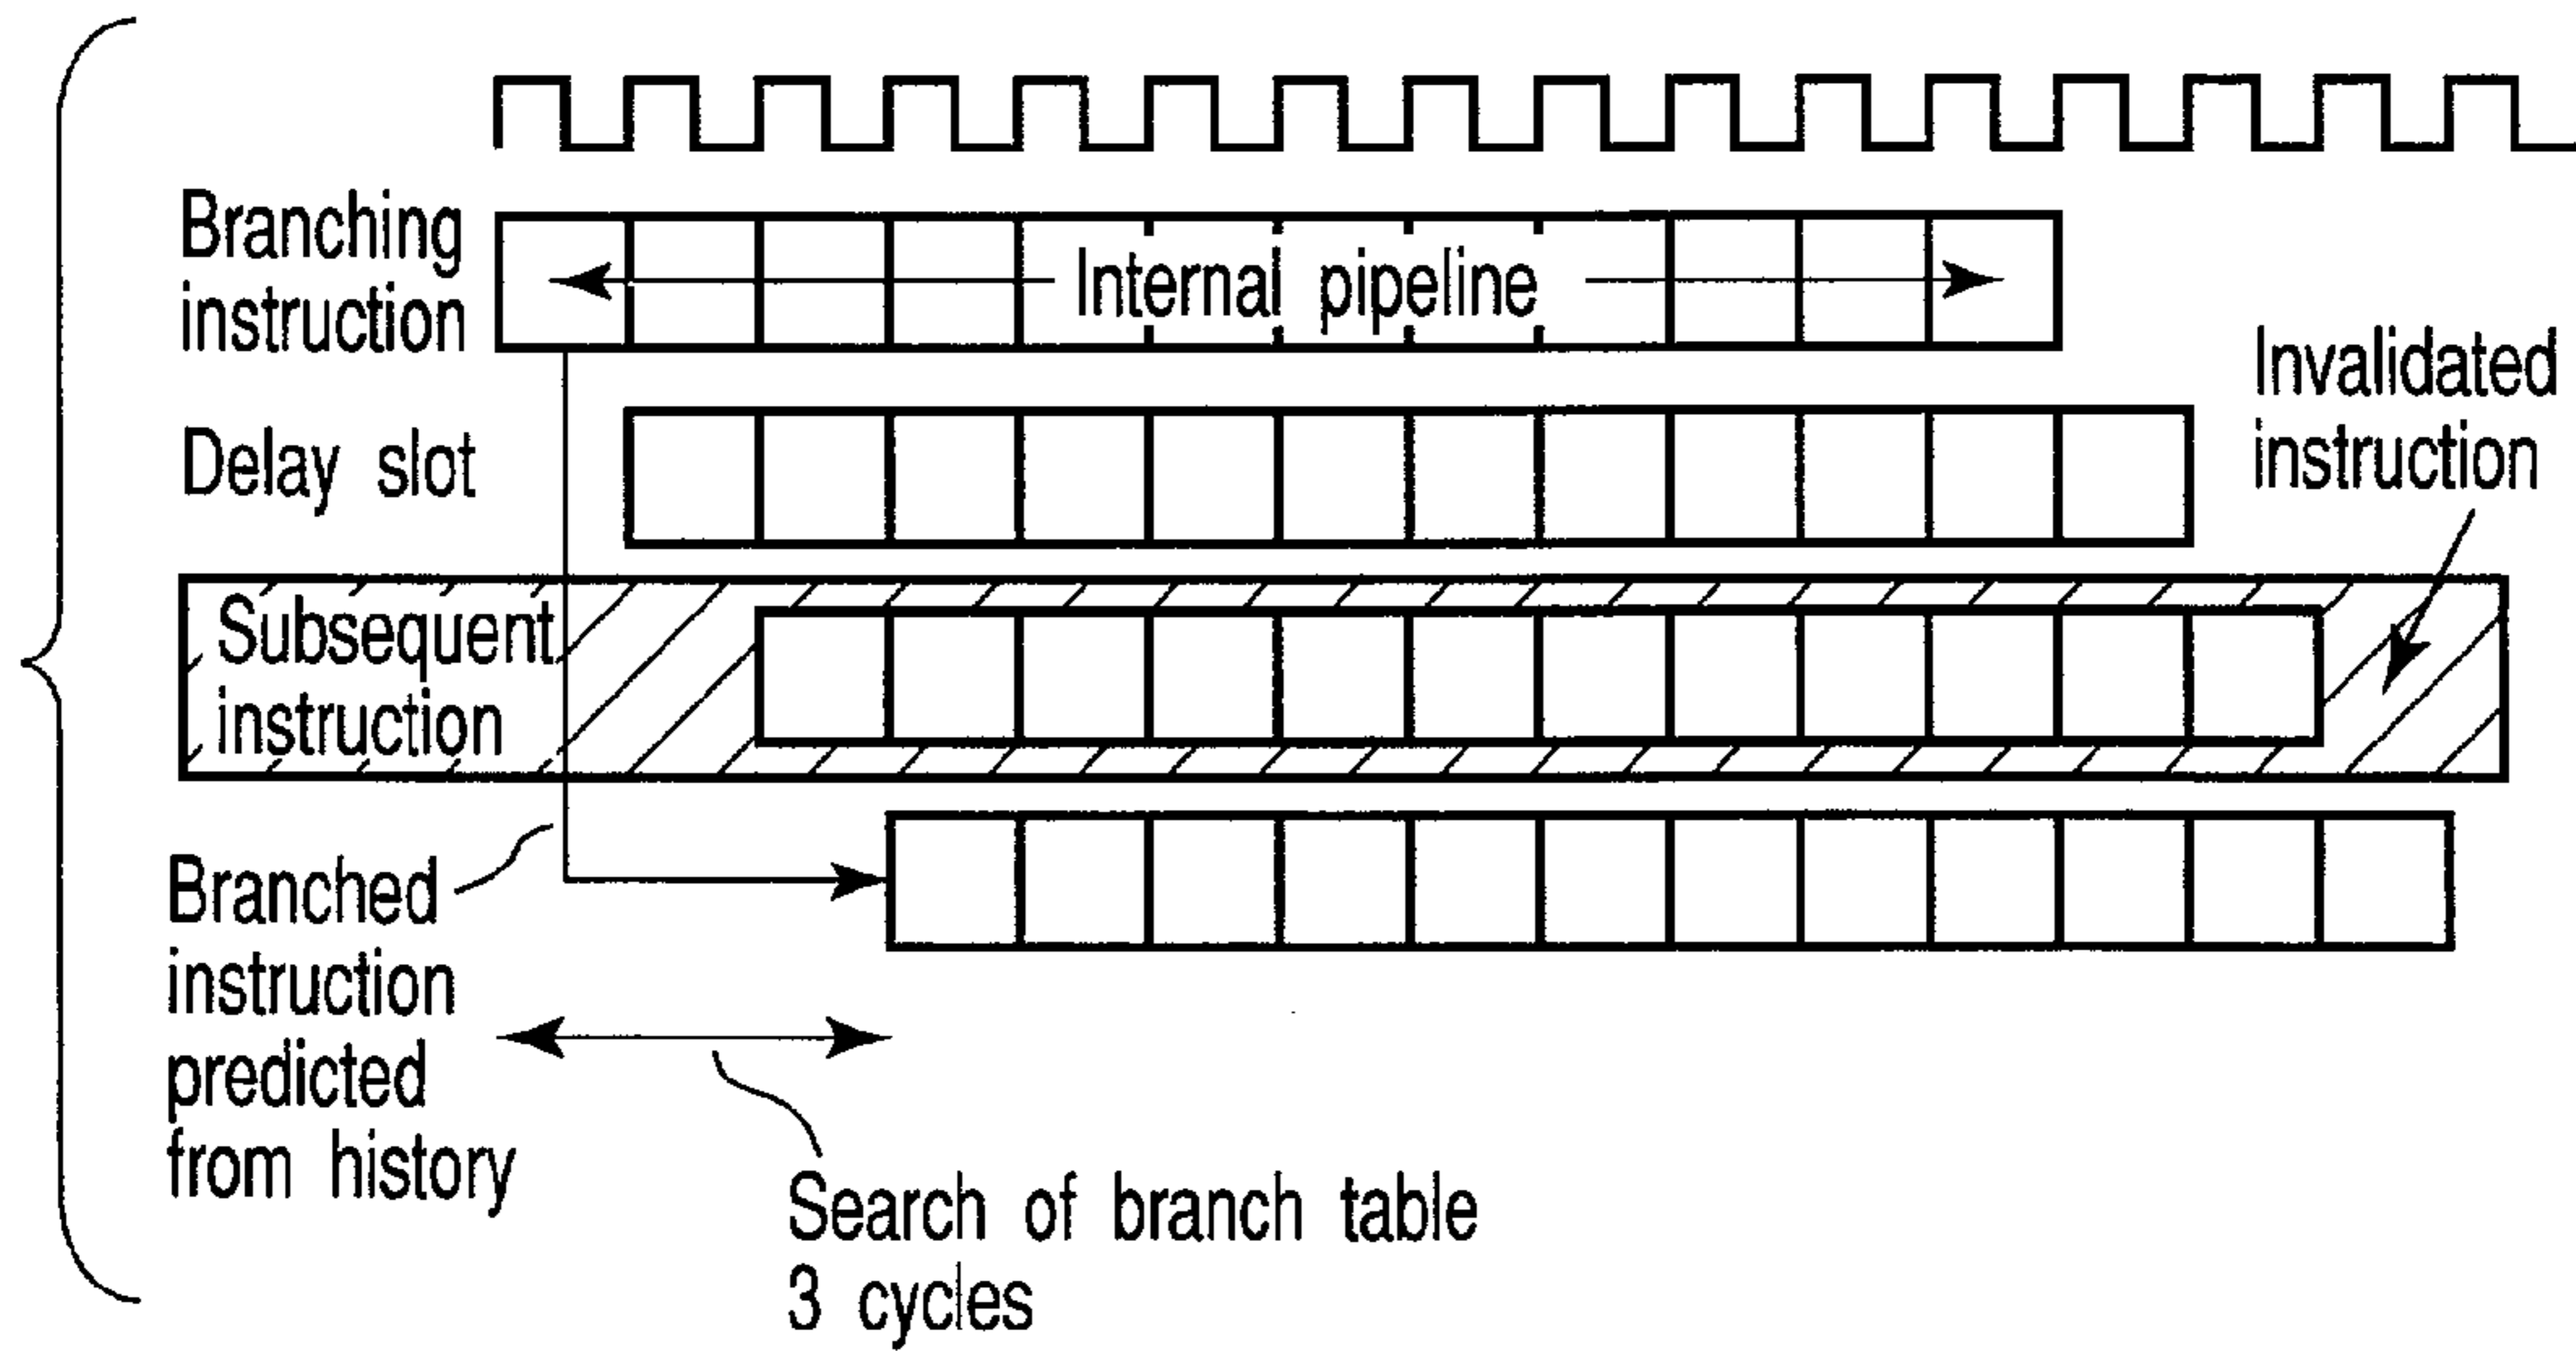 Branching
instruction
Internal pipeline
Invalidated
instruction
Delay slot
Subsequent
instruction
Branched
instruction
predicted
from history
Search of branch table
3 cycles